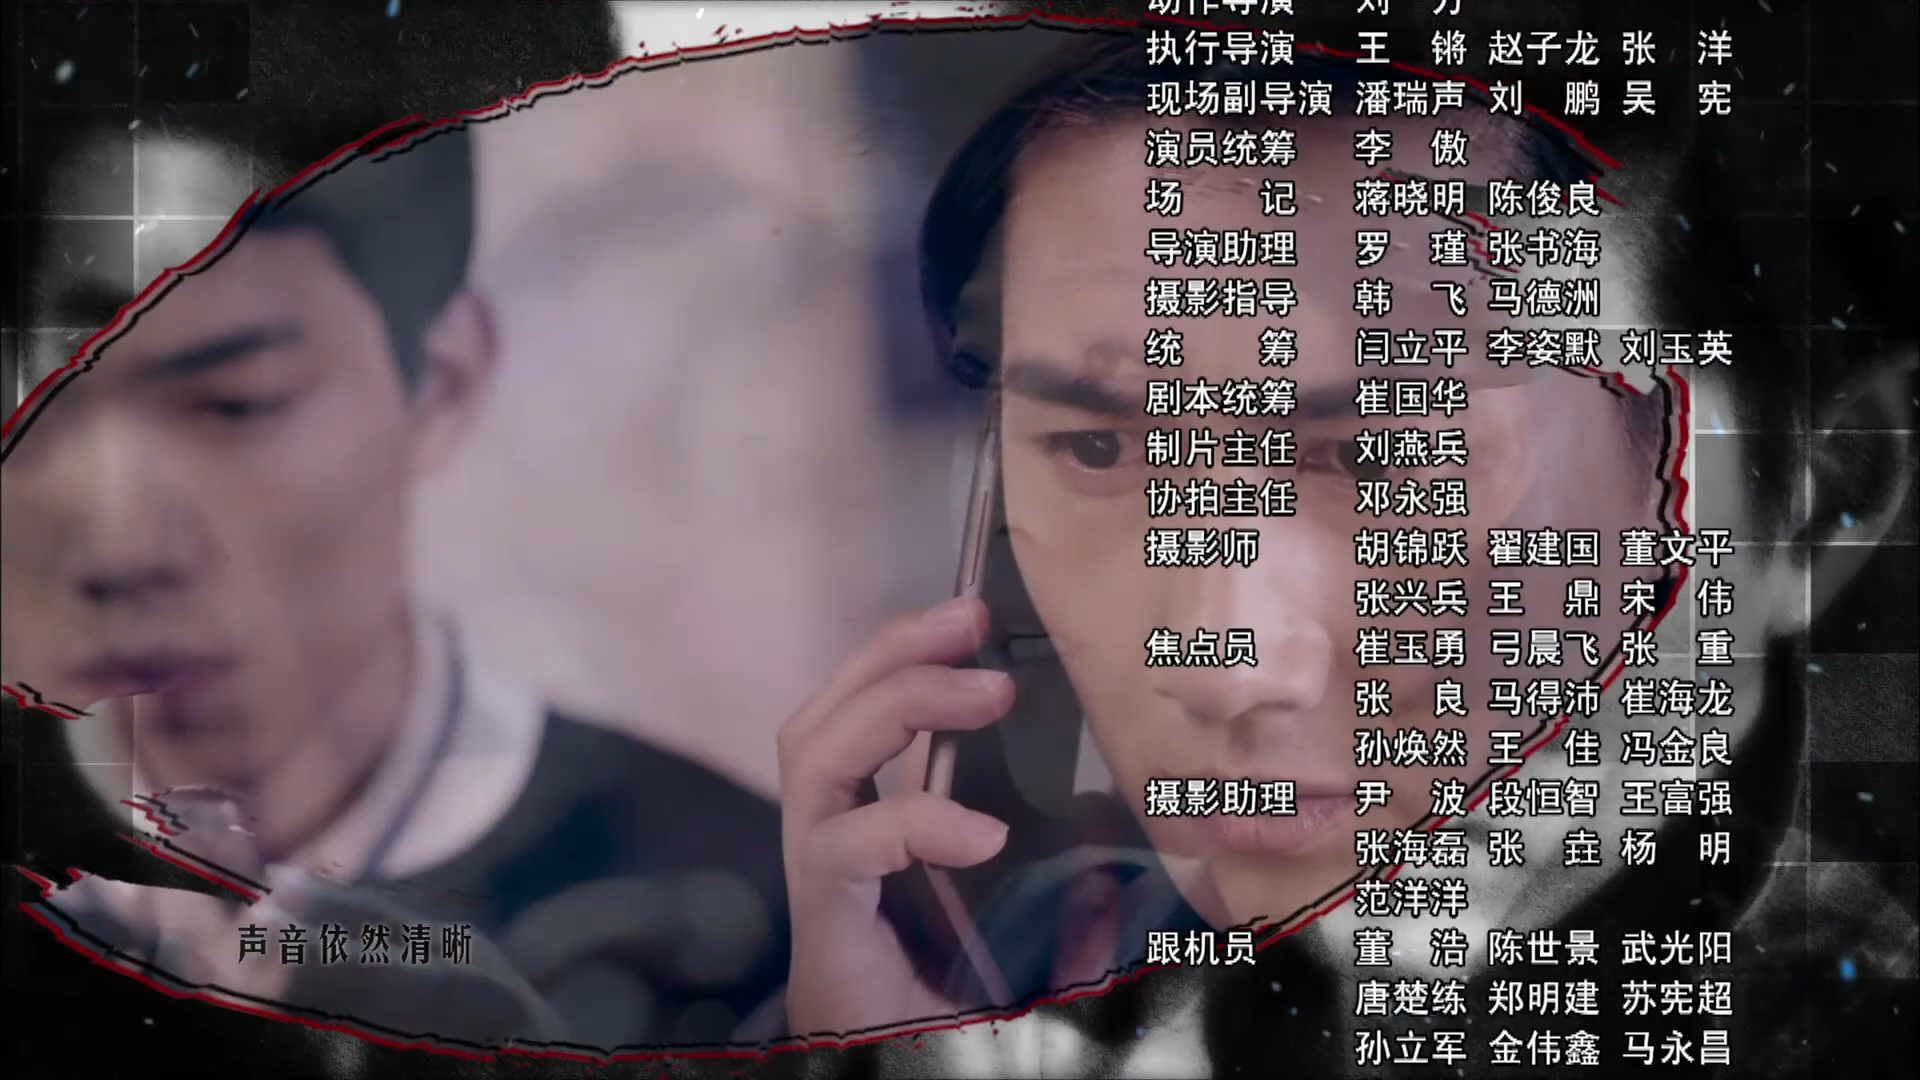 执行导演 王锵 赵子龙 张洋
现场副导演 潘瑞声 刘鹏 吴宪
演员统筹 李傲
场记 蒋晓明 陈俊良
导演助理 罗瑾 张书海
摄影指导 韩飞 马德洲
统筹 闫立平 李姿默 刘玉英
剧本统筹 崔国华
制片主任 刘燕兵
协拍主任 邓永强
摄影师 胡锦跃 翟建国 董文平
张兴兵 王鼎 宋伟
焦点员 崔玉勇 弓晨飞 张重
张良 马得沛 崔海龙
孙焕然 王佳 冯金良
摄影助理 尹波 段恒智 王富强
张海磊 张垚 杨明
范洋洋
跟机员 董浩 陈世景 武光阳
声音依然清晰
唐楚练 郑明建 苏宪超
孙立军 金伟鑫 马永昌